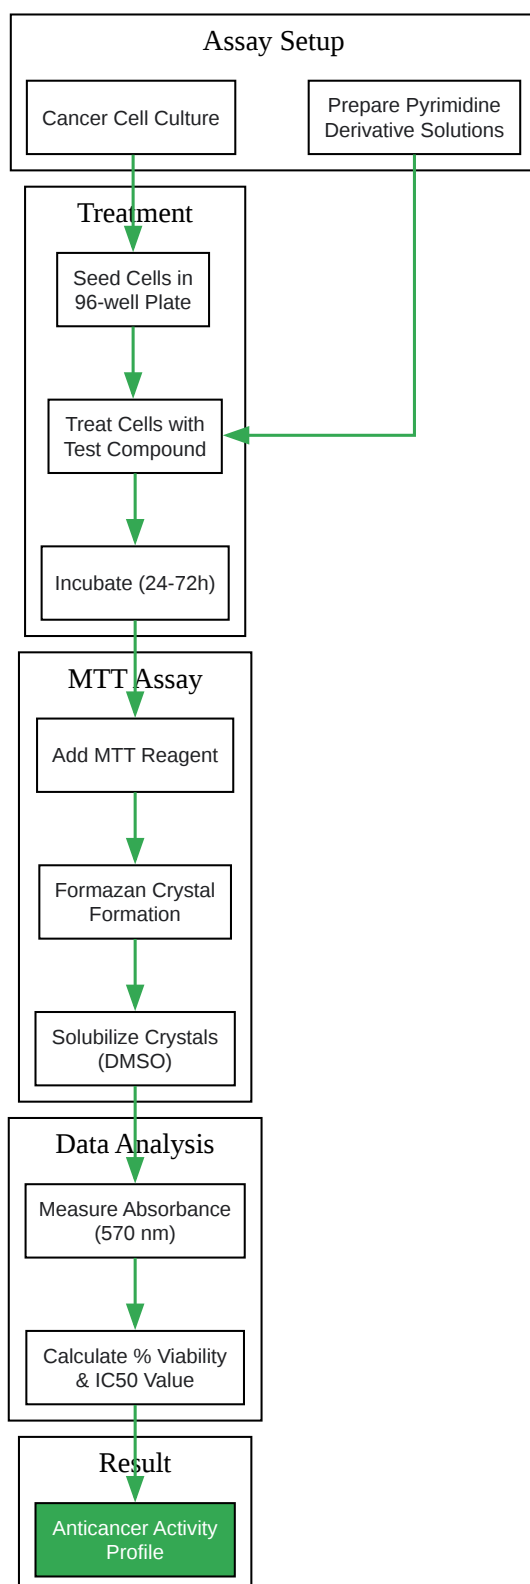 Assay Setup
Cancer Cell Culture
Prepare Pyrimidine
Derivative Solutions
Treatment
Seed Cells in
96-well Plate
Treat Cells with
Test Compound
Incubate (24-72h)
MTT Assay
Add MTT Reagent
Formazan Crystal
Formation
Solubilize Crystals
(DMSO)
Data Analysis
Measure Absorbance
(570 nm)
Calculate % Viability
& IC50 Value
Result
Anticancer Activity
Profile